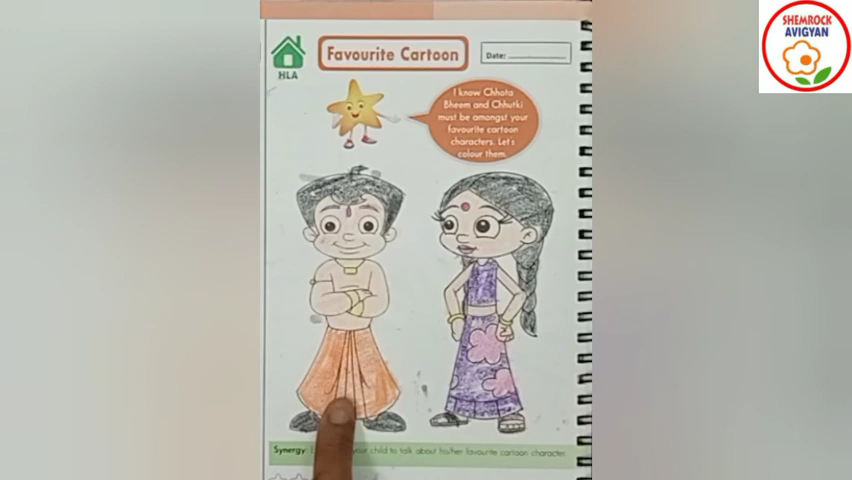 SHEMROCK
AVIGYAN
Favourite Cartoon
Date:
HLA
I know Chhota
Bheem and Chhutki
must be amongst your
favourite cartoon
characters. Let's
colour them.
Synergy: your child to talk about his/her favourite cartoon character.